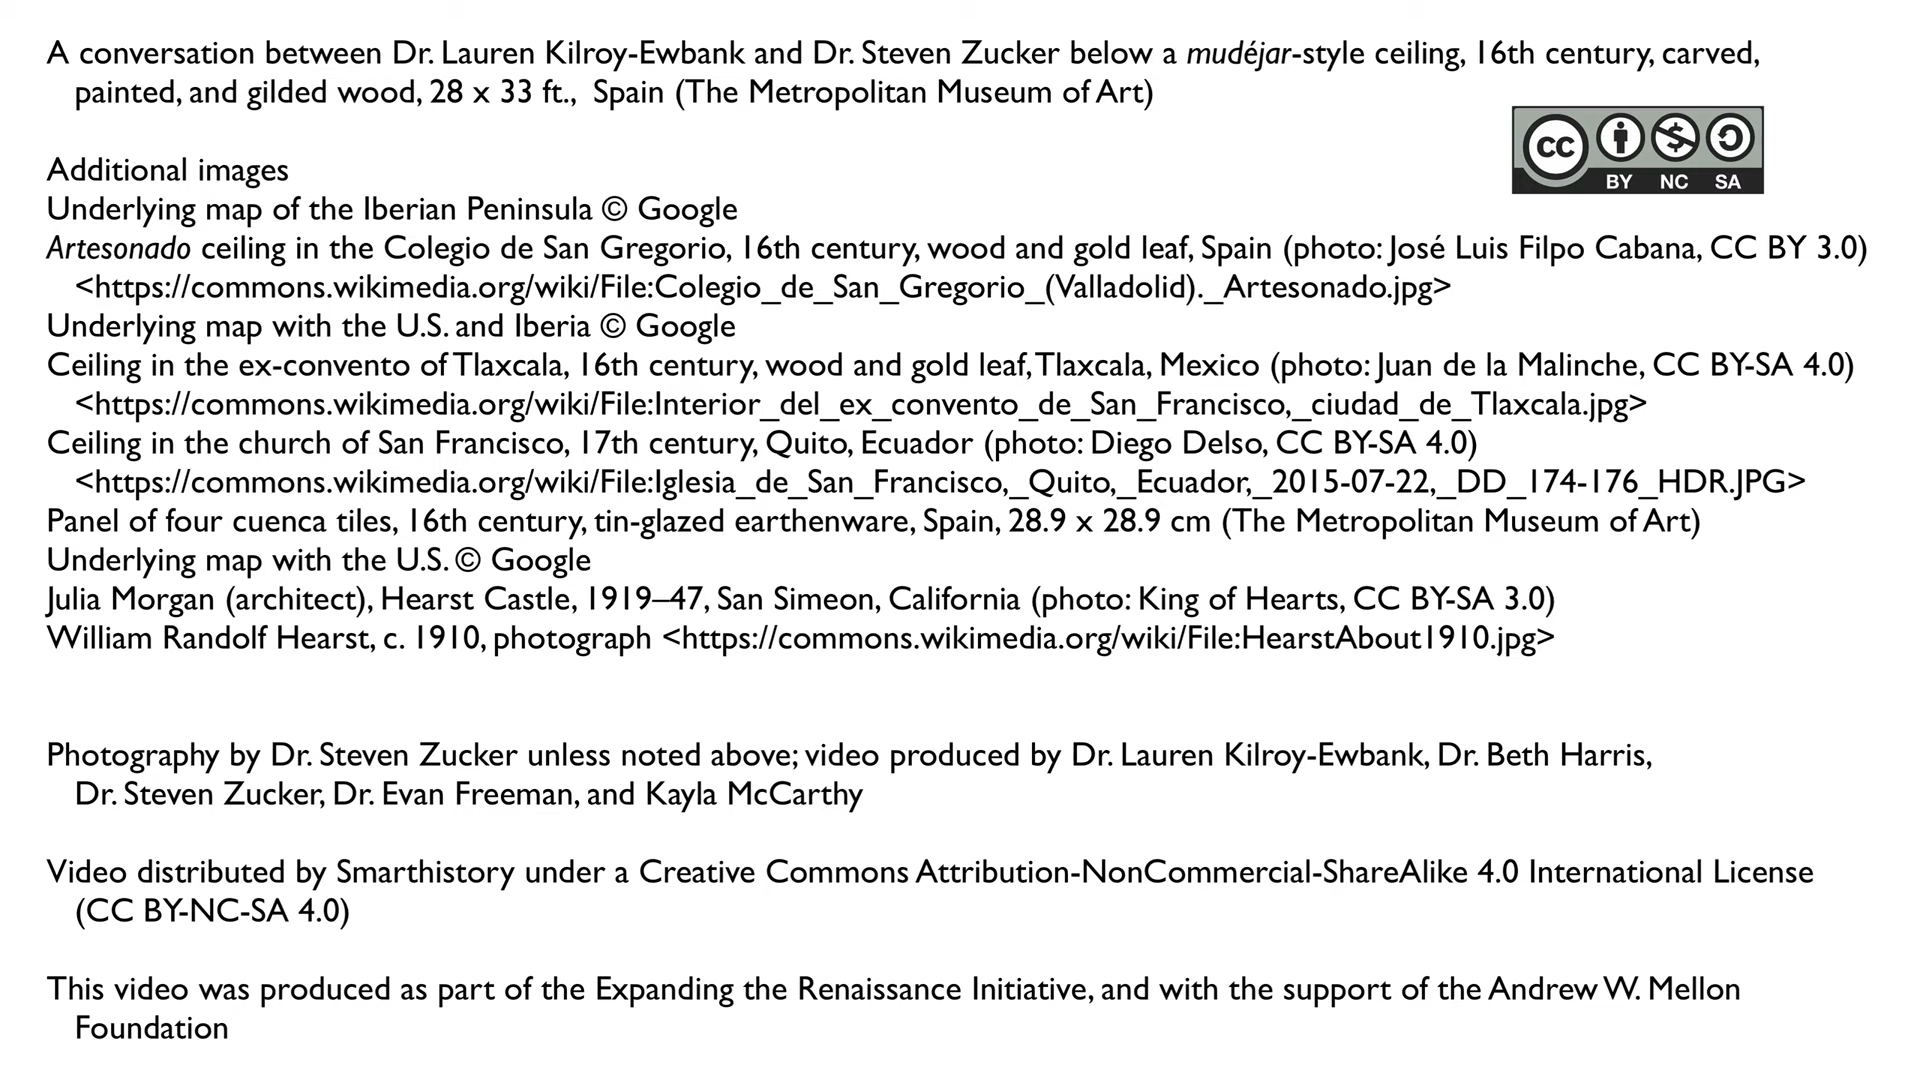 A conversation between Dr. Lauren Kilroy-Ewbank and Dr. Steven Zucker below a mudéjar-style ceiling, 16th century, carved,
painted, and gilded wood, 28 x 33 ft., Spain (The Metropolitan Museum of Art)
cc
BY NC SA
Additional images
Underlying map of the Iberian Peninsula © Google
Artesonado ceiling in the Colegio de San Gregorio, 16th century, wood and gold leaf, Spain (photo: José Luis Filpo Cabana, CC BY 3.0)
<https://commons.wikimedia.org/wiki/File:Colegio_de_San_Gregorio_(Valladolid)._Artesonado.jpg>
Underlying map with the U.S. and Iberia © Google
Ceiling in the ex-convento of Tlaxcala, 16th century, wood and gold leaf, Tlaxcala, Mexico (photo: Juan de la Malinche, CC BY-SA 4.0)
<https://commons.wikimedia.org/wiki/File:Interior_del_ex_convento_de_San_Francisco,_ciudad_de_Tlaxcala.jpg>
Ceiling in the church of San Francisco, 17th century, Quito, Ecuador (photo: Diego Delso, CC BY-SA 4.0)
<https://commons.wikimedia.org/wiki/File:Iglesia_de_San_Francisco,_Quito,_Ecuador,_2015-07-22,_DD_174-176_HDR.JPG>
Panel of four cuenca tiles, 16th century, tin-glazed earthenware, Spain, 28.9 x 28.9 cm (The Metropolitan Museum of Art)
Underlying map with the U.S. © Google
Julia Morgan (architect), Hearst Castle, 1919–47, San Simeon, California (photo: King of Hearts, CC BY-SA 3.0)
William Randolf Hearst, c. 1910, photograph <https://commons.wikimedia.org/wiki/File:HearstAbout1910.jpg>
Photography by Dr. Steven Zucker unless noted above; video produced by Dr. Lauren Kilroy-Ewbank, Dr. Beth Harris,
Dr. Steven Zucker, Dr. Evan Freeman, and Kayla McCarthy
Video distributed by Smarthistory under a Creative Commons Attribution-NonCommercial-ShareAlike 4.0 International License
(CC BY-NC-SA 4.0)
This video was produced as part of the Expanding the Renaissance Initiative, and with the support of the Andrew W. Mellon
Foundation